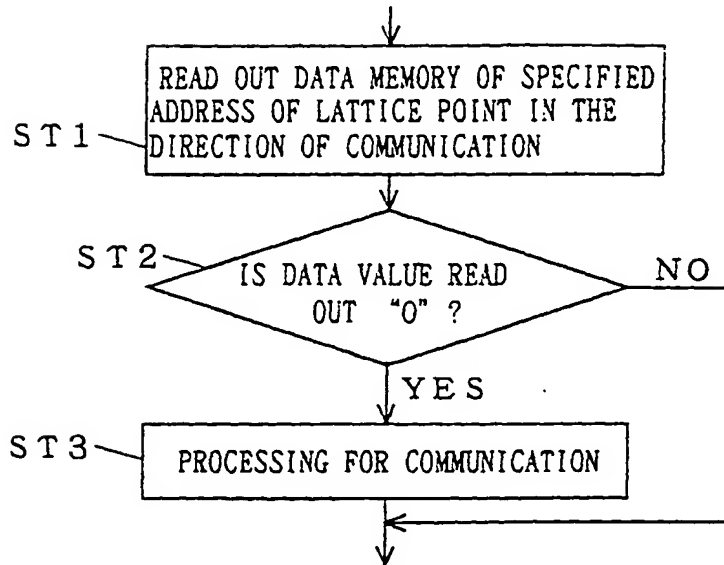 READ OUT DATA MEMORY OF SPECIFIED
ADDRESS OF LATTICE POINT IN THE
ST1
DIRECTION OF COMMUNICATION
ST2
IS DATA VALUE READ
NO
OUT "0" ?
YES
ST3
PROCESSING FOR COMMUNICATION